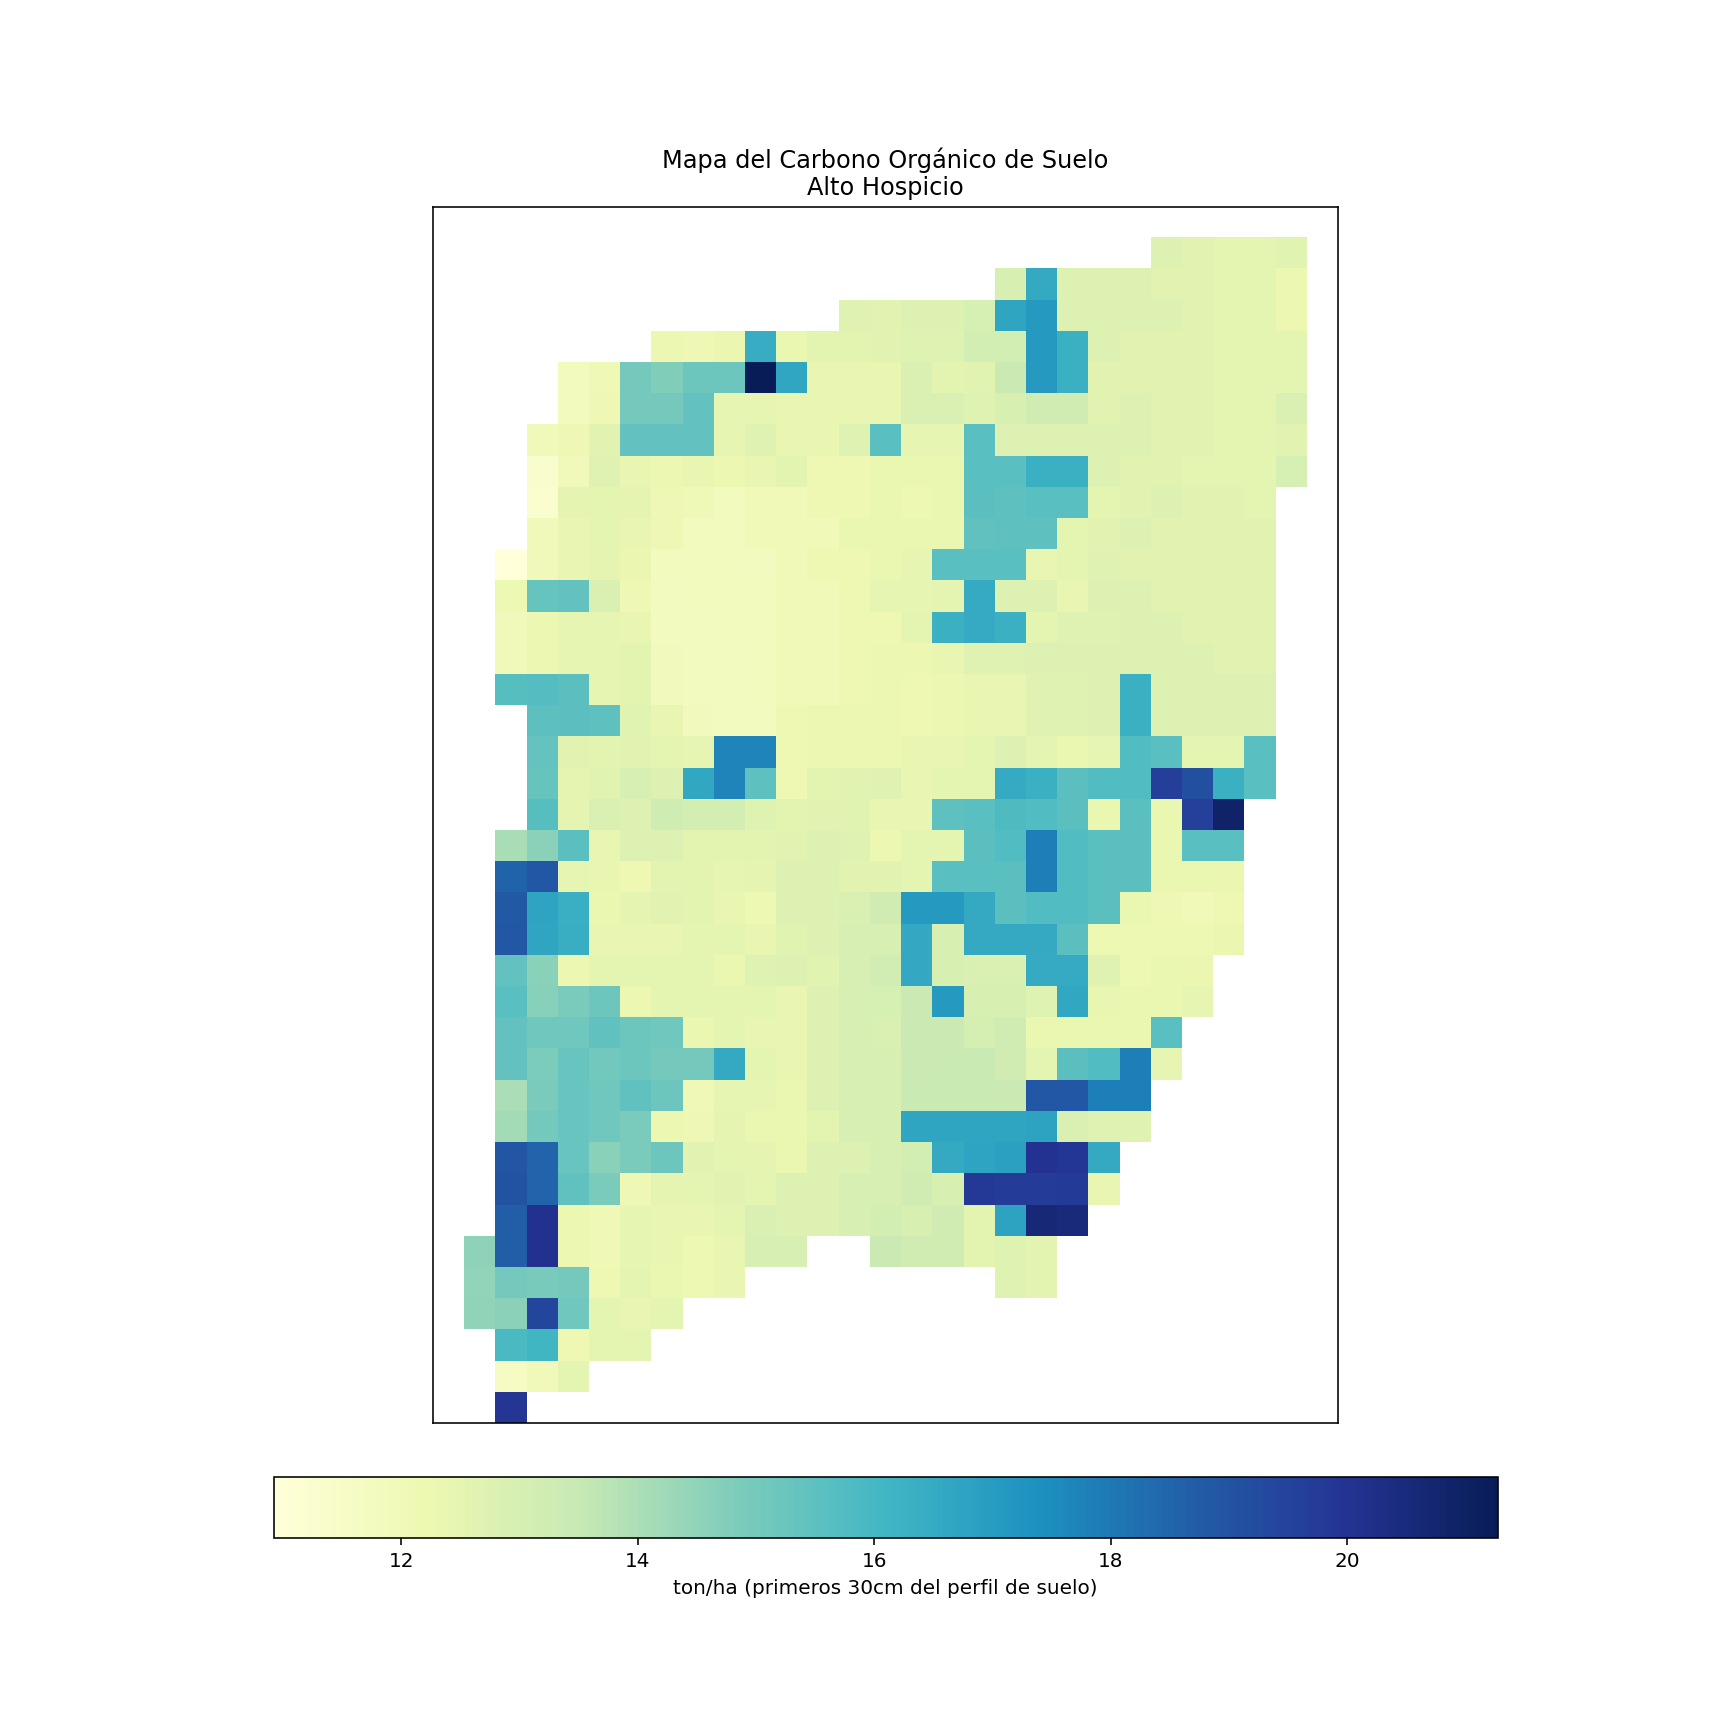 Mapa del Carbono Orgánico de Suelo
Alto Hospicio
12 14 16 18 20
ton/ha (primeros 30cm del perfil de suelo)